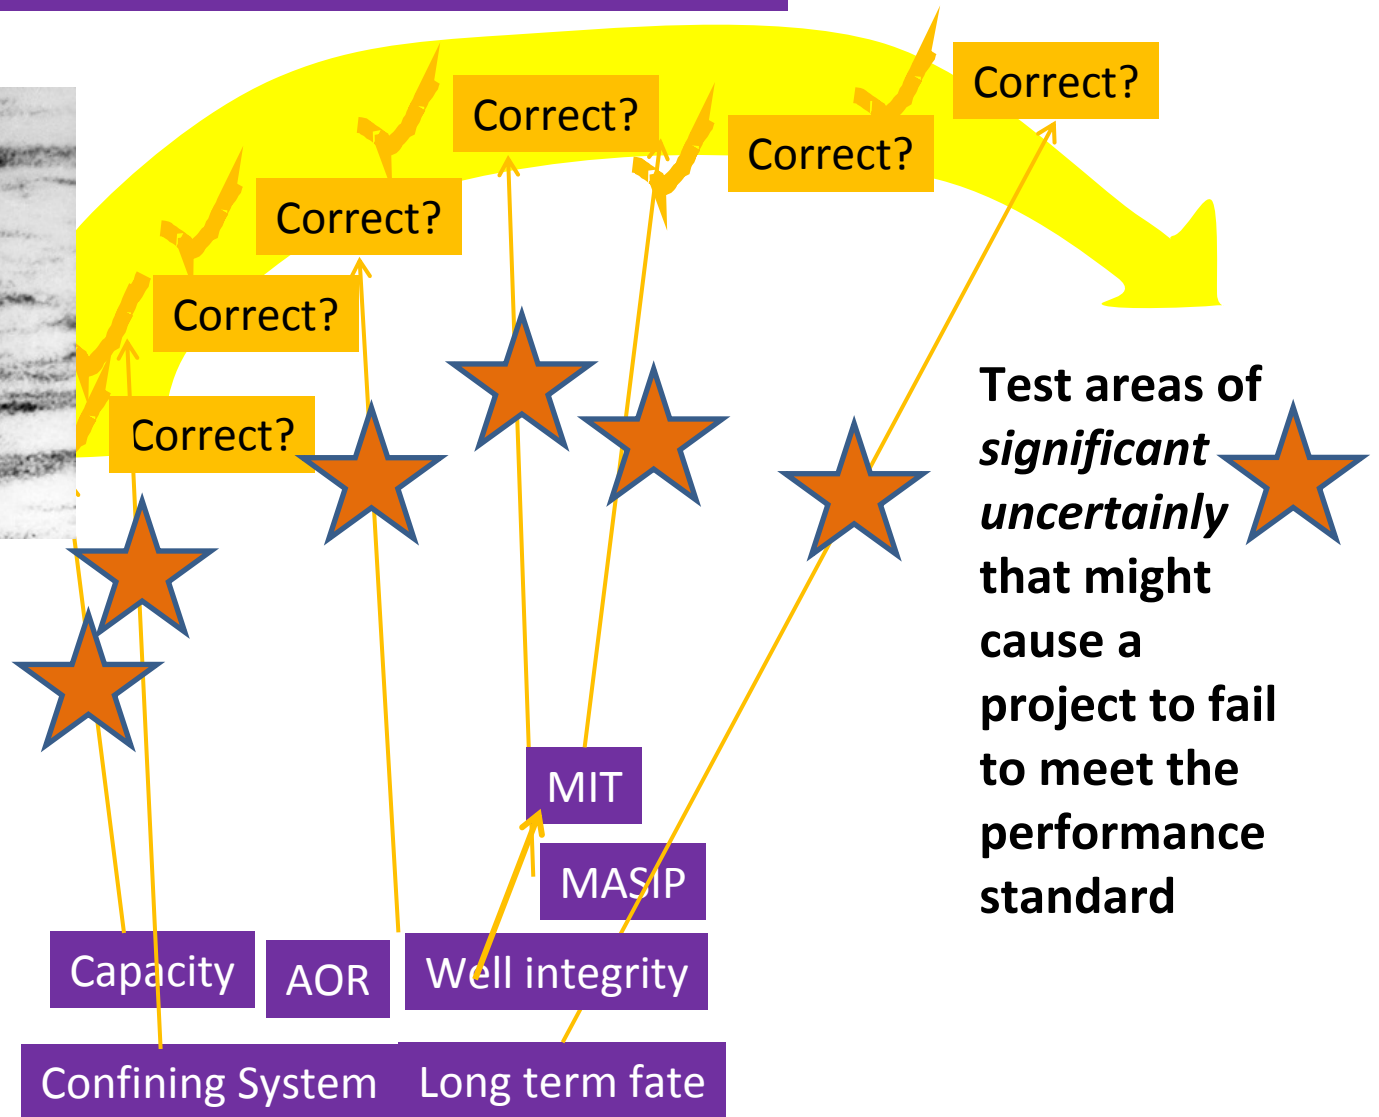 Correct?
Correct?
Correct?
Correct?
Correct?
Correct?
Test areas of
significant
uncertainly
that might
cause a
project to fail
to meet the
performance
standard
MIT
MASIP
Capacity
AOR
Well integrity
Confining System
Long term fate